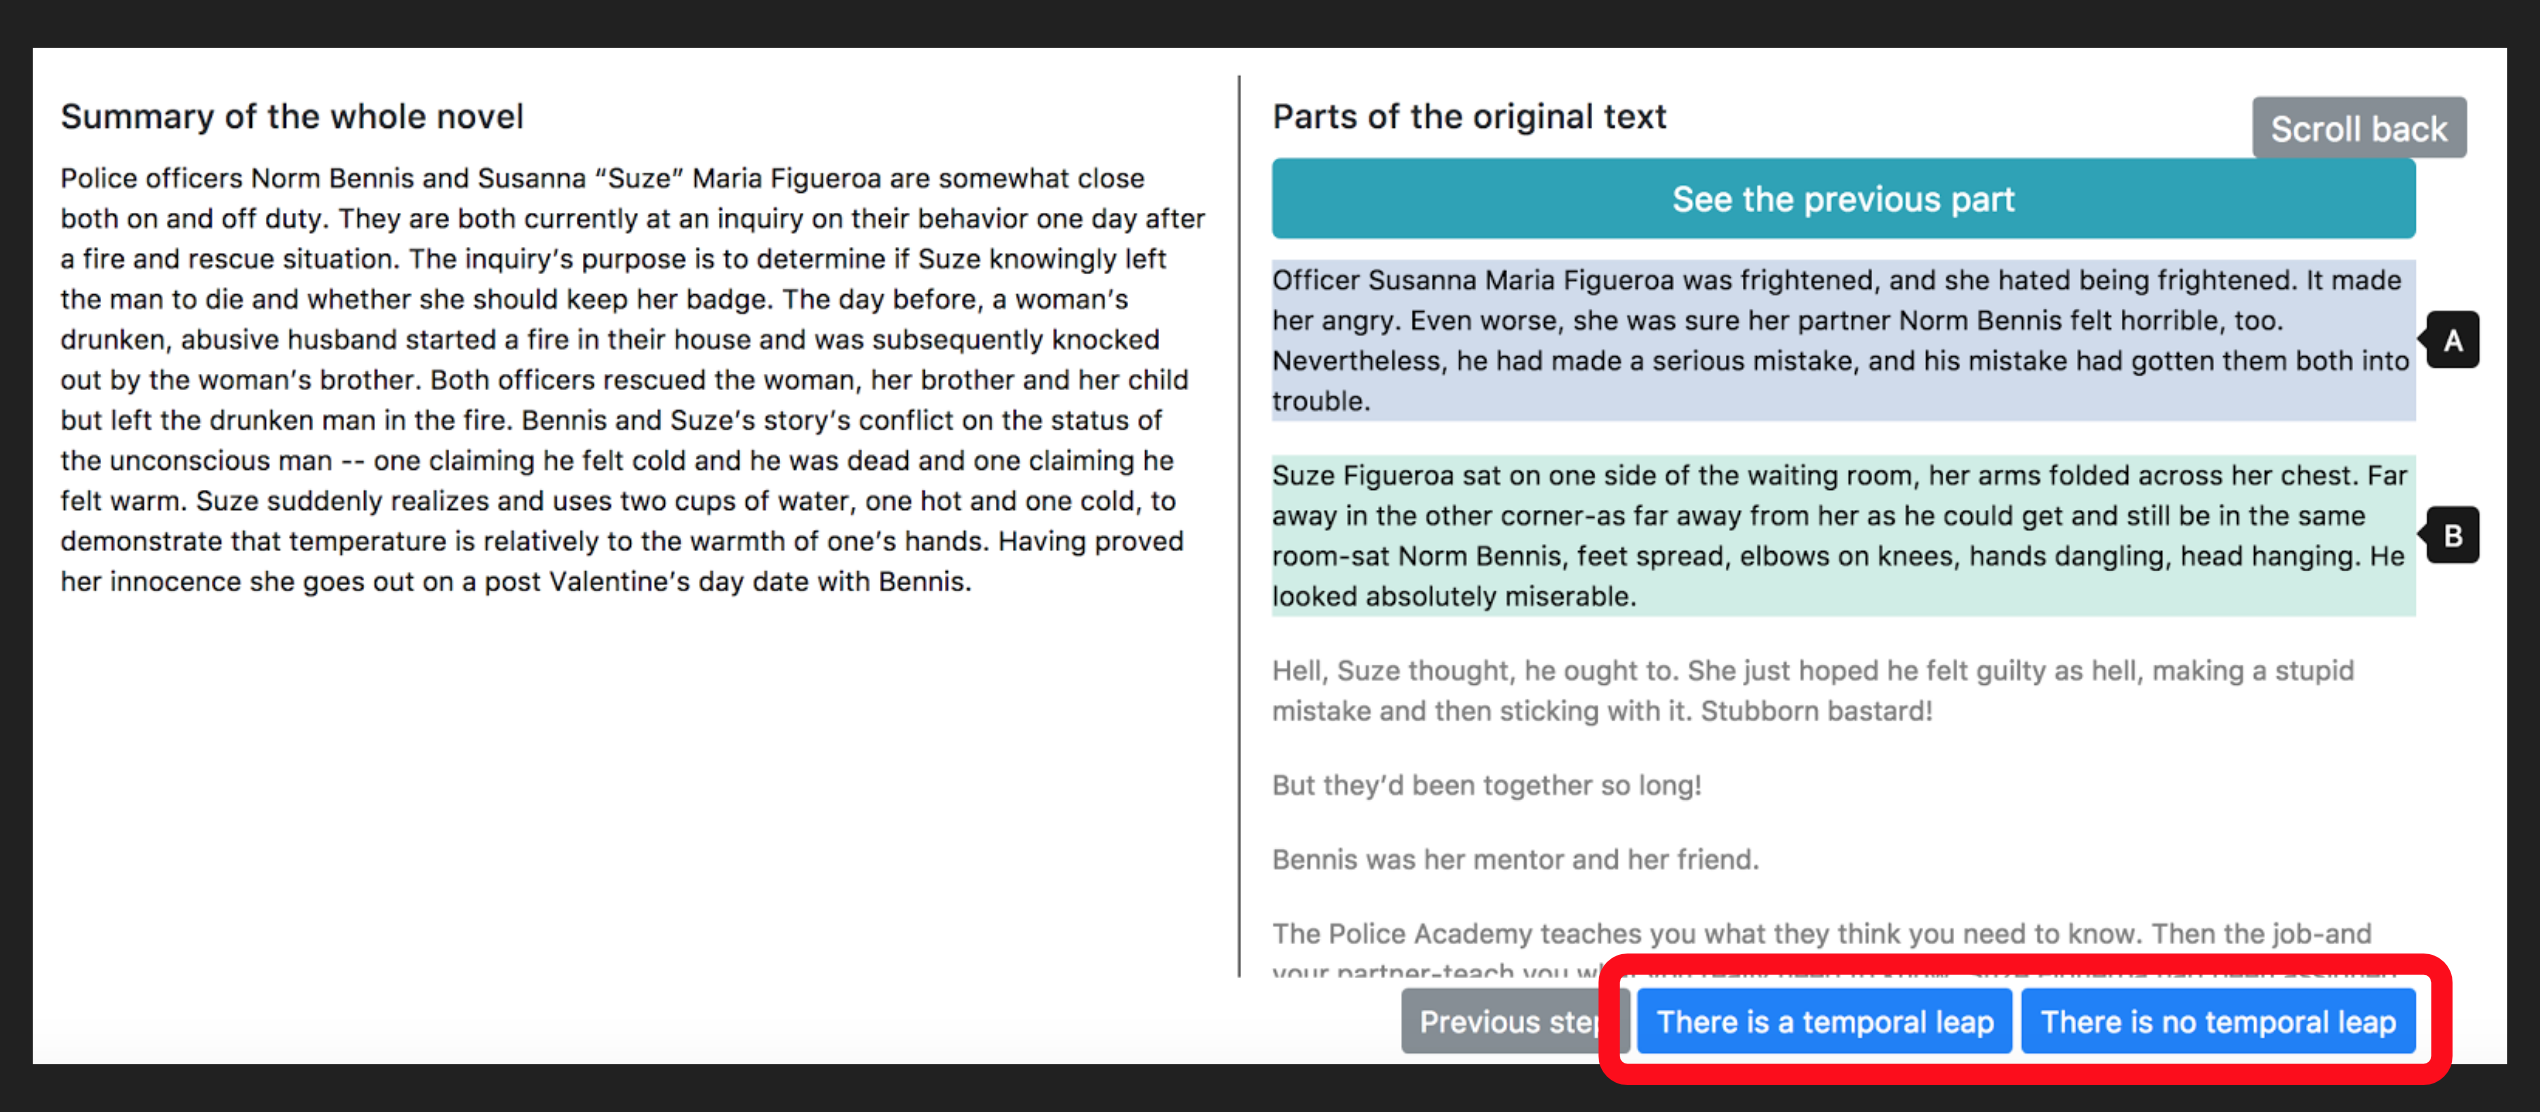 Summary of the whole novel
Police officers Norm Bennis and Susanna “Suze” Maria Figueroa are somewhat close
both on and off duty. They are both currently at an inquiry on their behavior one day after
a fire and rescue situation. The inquiry’s purpose is to determine if Suze knowingly left
the man to die and whether she should keep her badge. The day before, a woman’s
drunken, abusive husband started a fire in their house and was subsequently knocked
out by the woman’s brother. Both officers rescued the woman, her brother and her child
but left the drunken man in the fire. Bennis and Suze’s story’s conflict on the status of
the unconscious man -- one claiming he felt cold and he was dead and one claiming he
felt warm. Suze suddenly realizes and uses two cups of water, one hot and one cold, to
demonstrate that temperature is relatively to the warmth of one’s hands. Having proved
her innocence she goes out on a post Valentine’s day date with Bennis.
Parts of the original text
Scroll back
See the previous part
Officer Susanna Maria Figueroa was frightened, and she hated being frightened. It made
her angry. Even worse, she was sure her partner Norm Bennis felt horrible, too.
Nevertheless, he had made a serious mistake, and his mistake had gotten them both into
trouble.
A
Suze Figueroa sat on one side of the waiting room, her arms folded across her chest. Far
away in the other corner-as far away from her as he could get and still be in the same
room-sat Norm Bennis, feet spread, elbows on knees, hands dangling, head hanging. He
looked absolutely miserable.
B
Hell, Suze thought, he ought to. She just hoped he felt guilty as hell, making a stupid
mistake and then sticking with it. Stubborn bastard!
But they’d been together so long!
Bennis was her mentor and her friend.
The Police Academy teaches you what they think you need to know. Then the job-and
your partner-teach you
Previous step
There is a temporal leap
There is no temporal leap